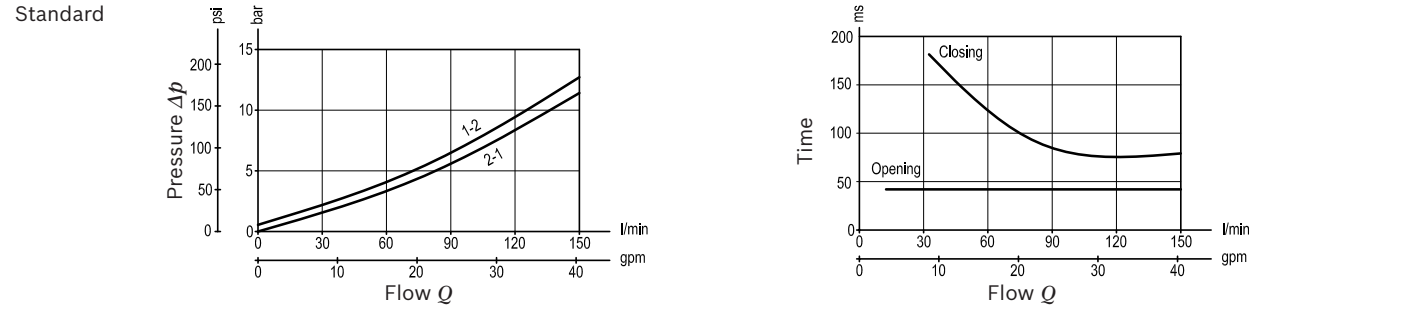 Standard
psi
bar
15
200
150
10
100
5
50
0
0
Pressure Δp
1-2
2-1
0 30 60 90 120 150
l/min
0 10 20 30 40
gpm
Flow Q
ms
200
150
100
50
0
Time
Closing
Opening
0 30 60 90 120 150
l/min
0 10 20 30 40
gpm
Flow Q